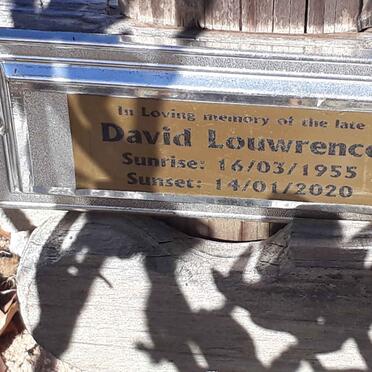 In Loving memory of the late
David Louwrence
Sunrise: 16/03/1955
Sunset: 14/01/2020